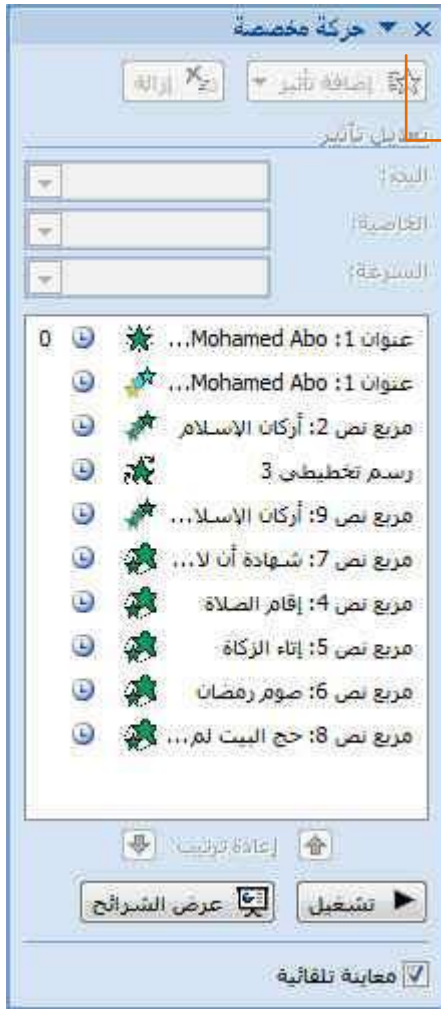 حركة مخصصة
إضافة تأثير إزالة
تعديل تأثير
البدء:
الخاصية:
السرعة:
عنوان 1: Mohamed Abo... 0
عنوان 1: Mohamed Abo...
مربع نص 2: أركان الإسلام
رسم تخطيطي 3
مربع نص 9: أركان الإسلا...
مربع نص 7: شهادة أن لا...
مربع نص 4: إقام الصلاة
مربع نص 5: إتاء الزكاة
مربع نص 6: صوم رمضان
مربع نص 8: حج البيت لم...
إعادة ترتيب
تشغيل عرض الشرائح
معاينة تلقائية